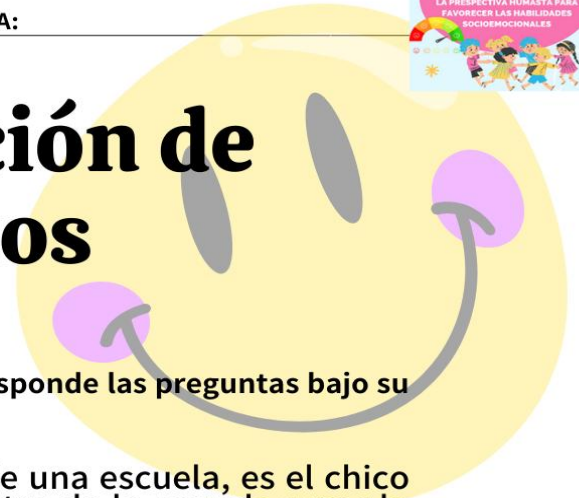 A:
LA PRESPECTIVA HUMASTA PARA
FAVORECER LAS HABILIDADES
SOCIOEMOCIONALES
ción de
os
sponde las preguntas bajo su
e una escuela, es el chico